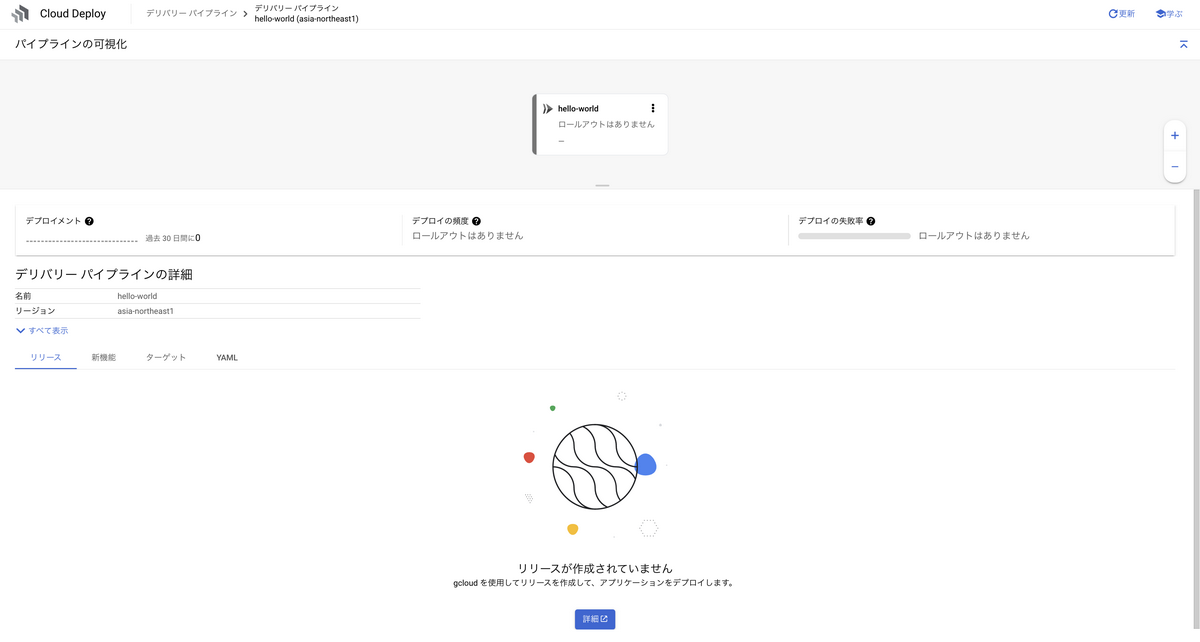 Cloud Deploy
デリバリー パイプライン
デリバリー パイプライン
hello-world (asia-northeast1)
更新
学ぶ
パイプラインの可視化
hello-world
ロールアウトはありません
–
デプロイメント
過去 30 日間に0
デプロイの頻度
ロールアウトはありません
デプロイの失敗率
ロールアウトはありません
デリバリー パイプラインの詳細
名前 hello-world
リージョン asia-northeast1
すべて表示
リリース 新機能 ターゲット YAML
リリースが作成されていません
gcloud を使用してリリースを作成して、アプリケーションをデプロイします。
詳細